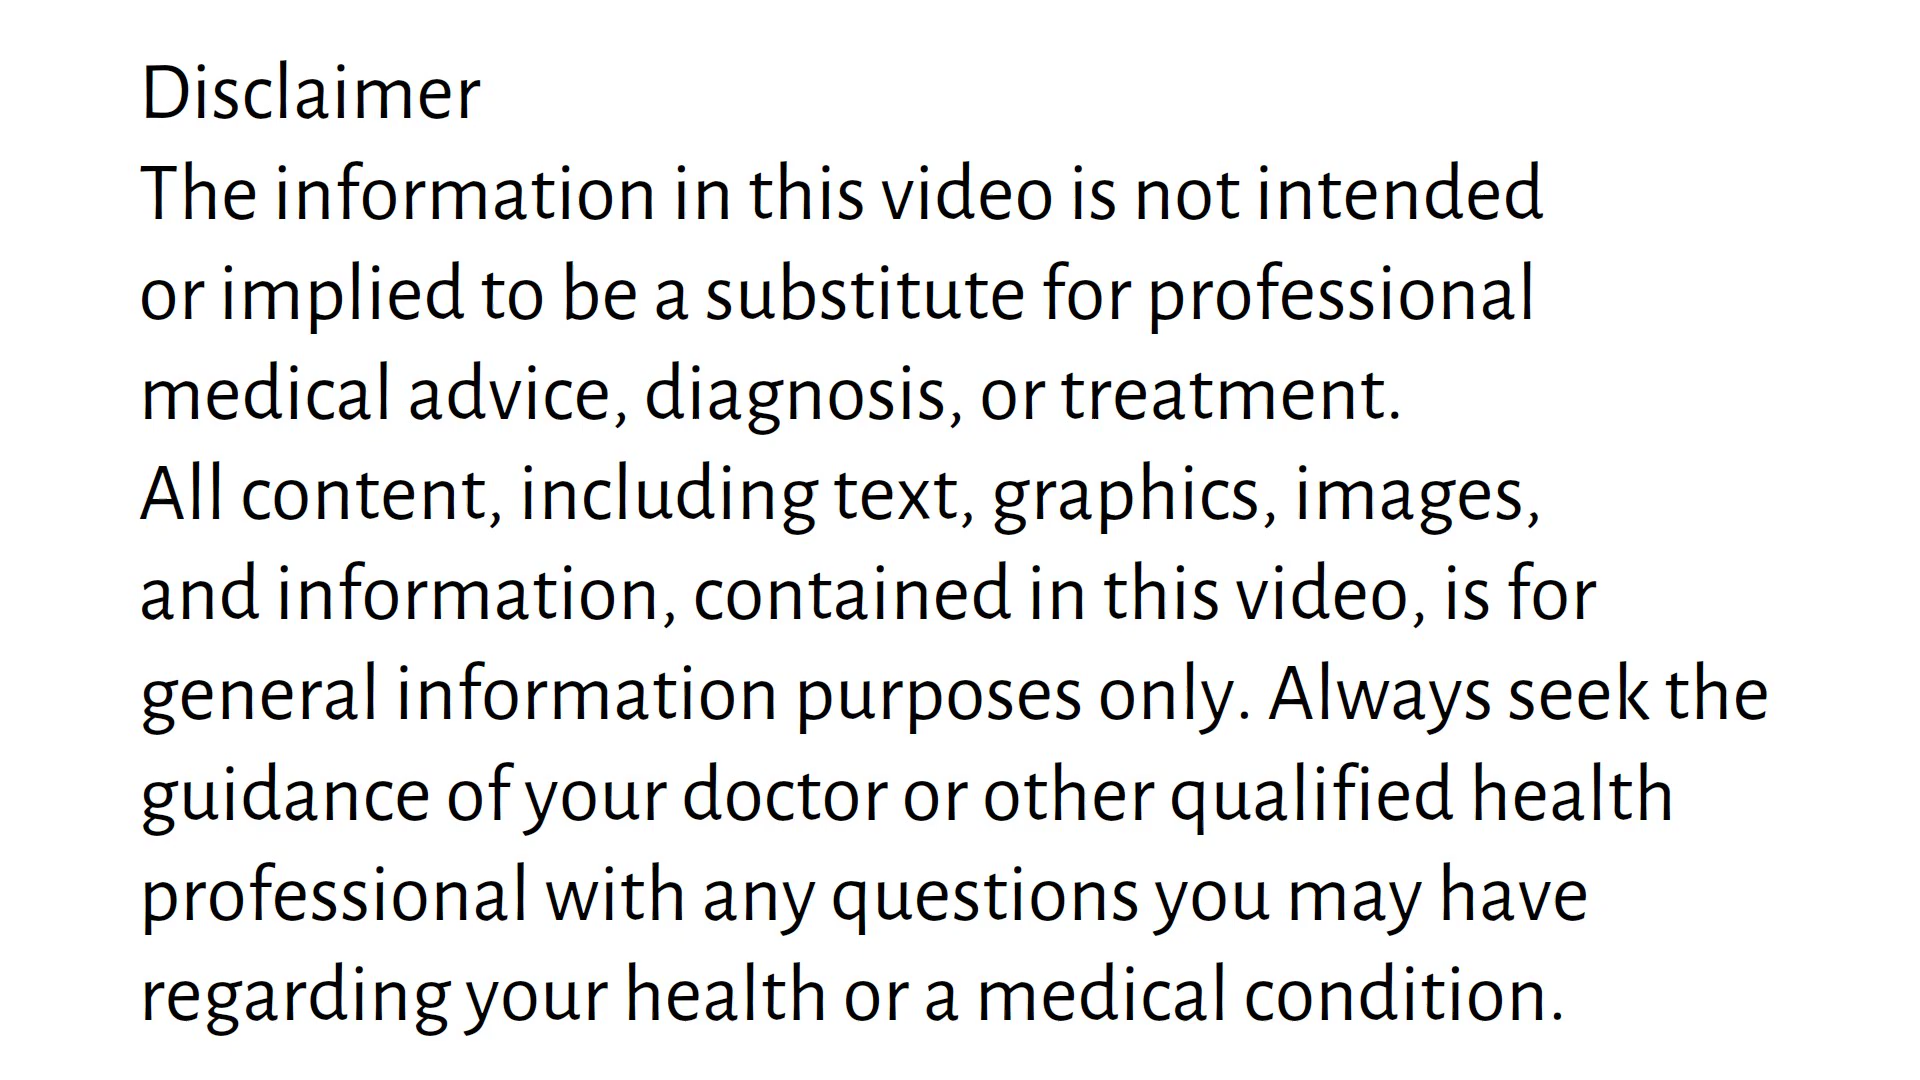 Disclaimer
The information in this video is not intended
or implied to be a substitute for professional
medical advice, diagnosis, or treatment.
All content, including text, graphics, images,
and information, contained in this video, is for
general information purposes only. Always seek the
guidance of your doctor or other qualified health
professional with any questions you may have
regarding your health or a medical condition.